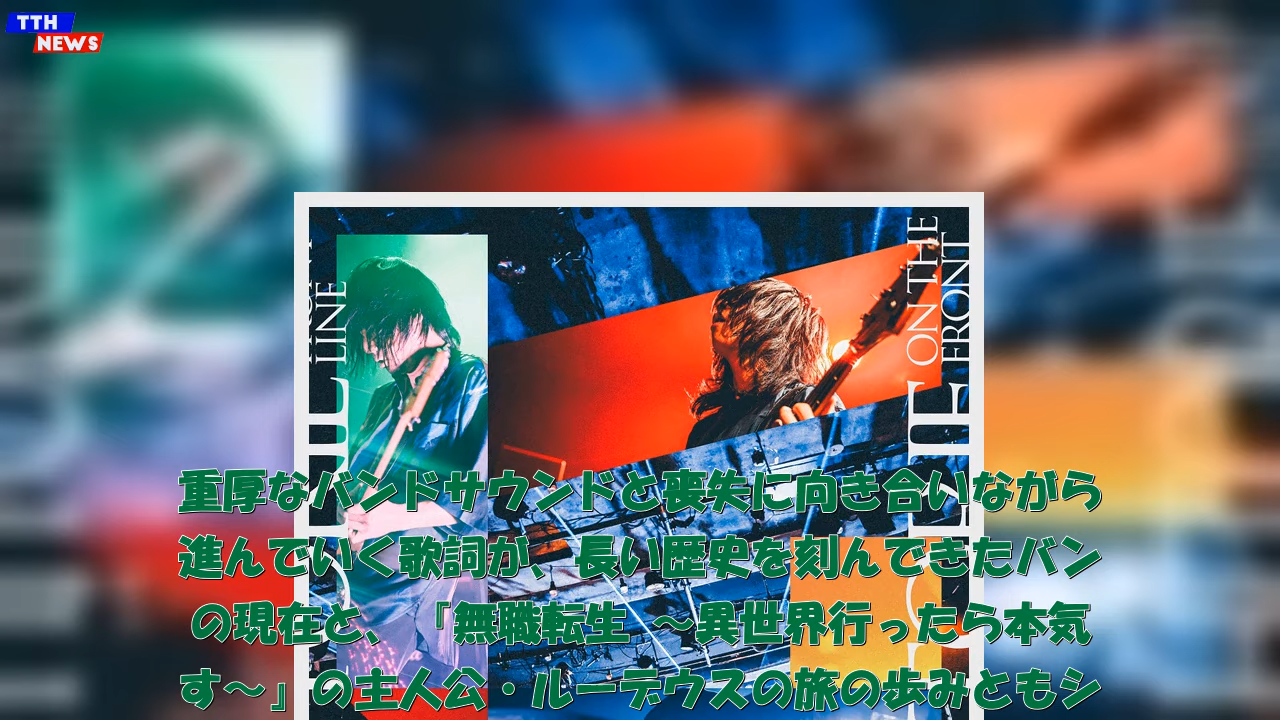 TTH
NEWS
ON THE
FRONT
LINE
重厚なバンドサウンドと喪失に向き合いながら
進んでいく歌詞が、長い歴史を刻んできたバン
の現在と、「無職転生 ～異世界行ったら本気
す～」の主人公・ルーデウスの旅の歩みともシ